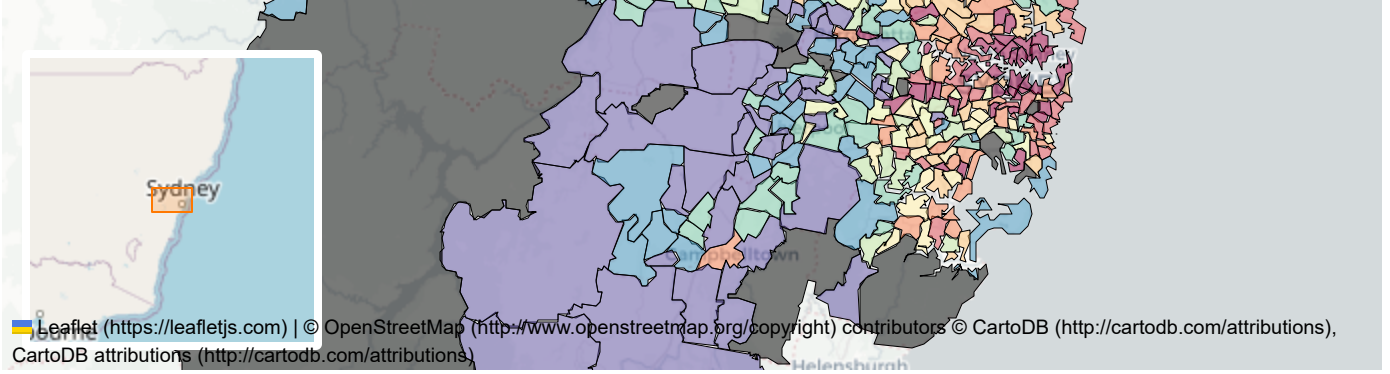 Sydney
Campbelltown
Leaflet (https://leafletjs.com) | © OpenStreetMap (http://www.openstreetmap.org/copyright) contributors © CartoDB (http://cartodb.com/attributions),
CartoDB attributions (http://cartodb.com/attributions)
Helensburgh